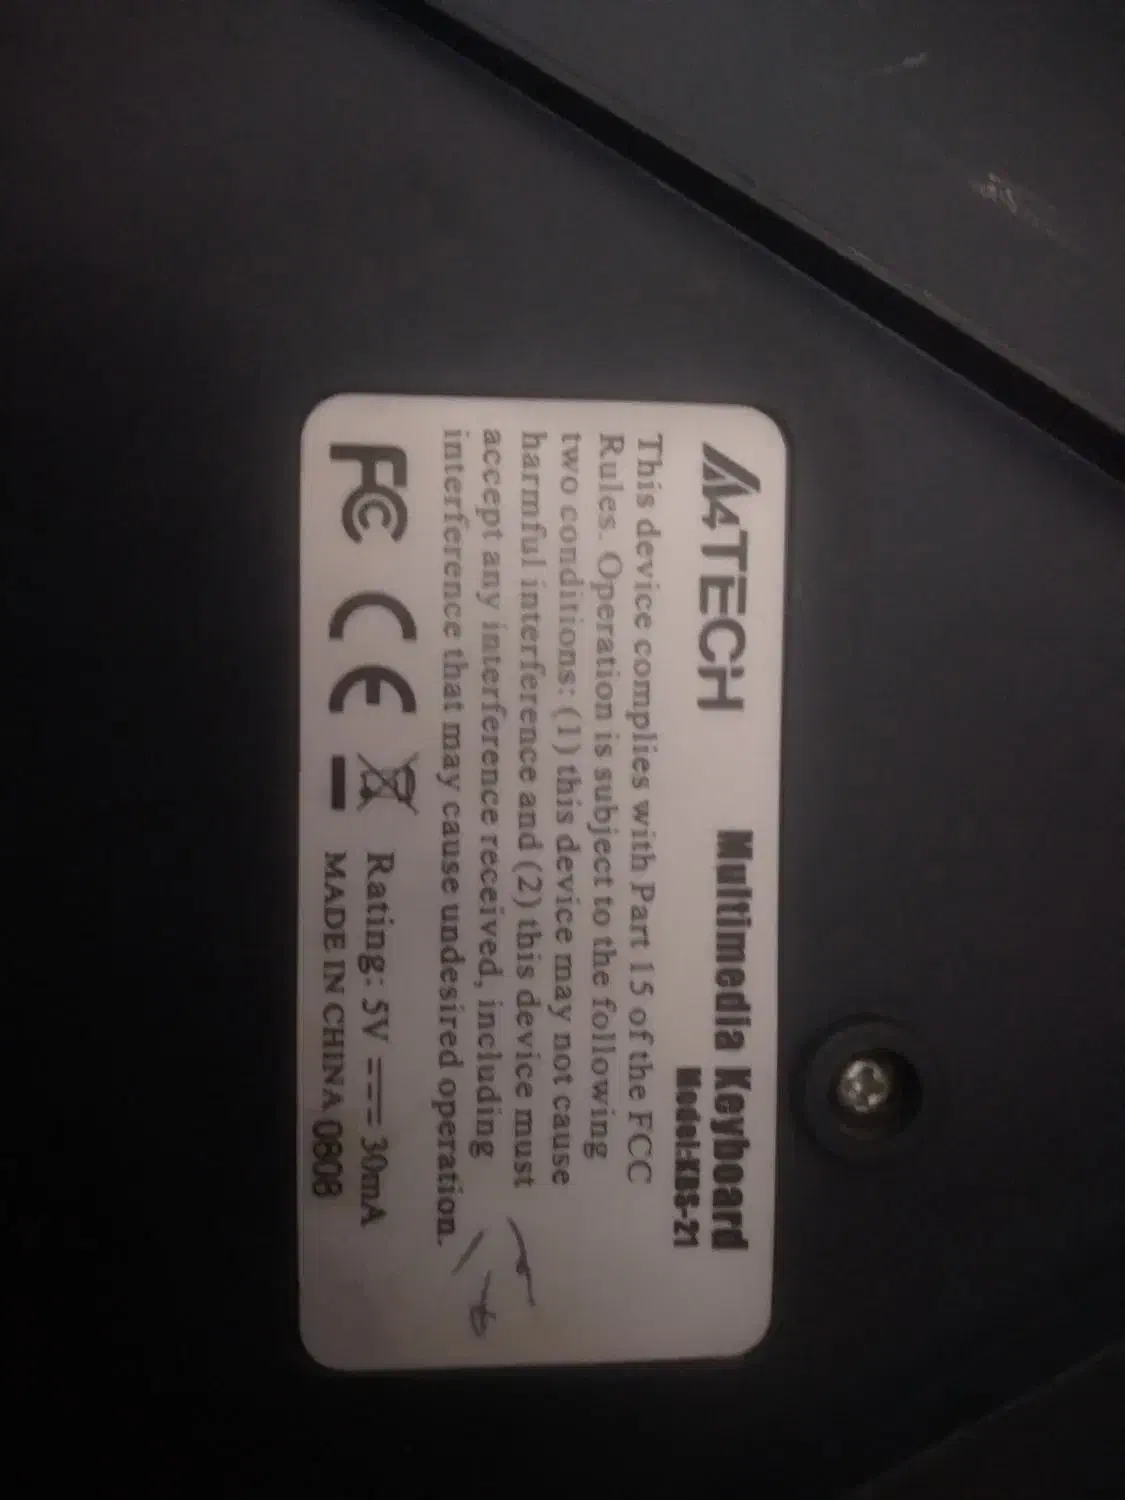 A4TECH
Multimedia Keyboard
Model:KBS-21
This device complies with Part 15 of the FCC
Rules. Operation is subject to the following
two conditions: (1) this device may not cause
harmful interference and (2) this device must
accept any interference received, including
interference that may cause undesired operation.
FC CE Rating: 5V 30mA
MADE IN CHINA 0808